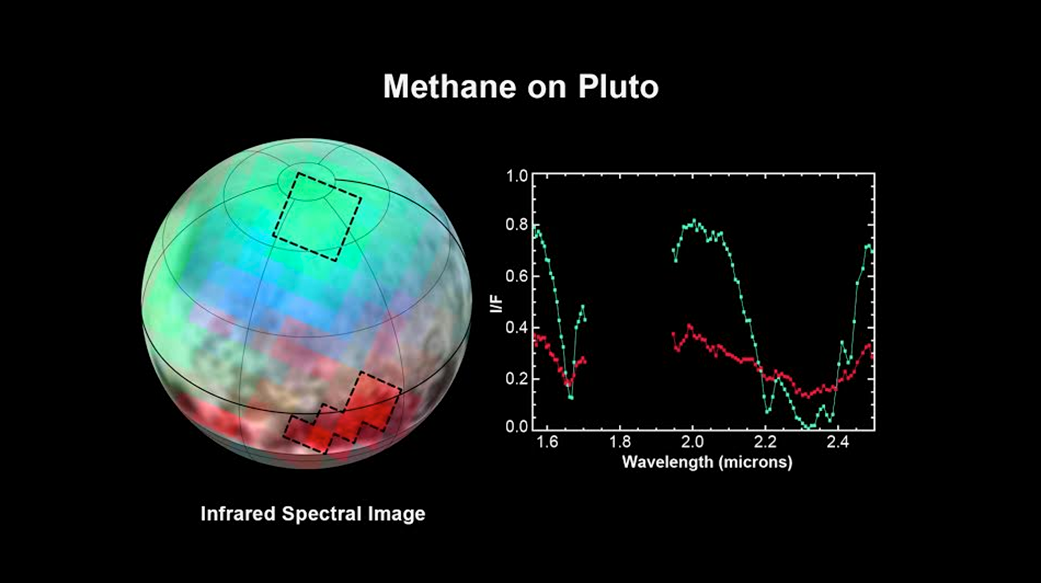 Methane on Pluto
1.0
0.8
0.6
0.4
0.2
0.0
I/F
1.6 1.8 2.0 2.2 2.4
Wavelength (microns)
Infrared Spectral Image